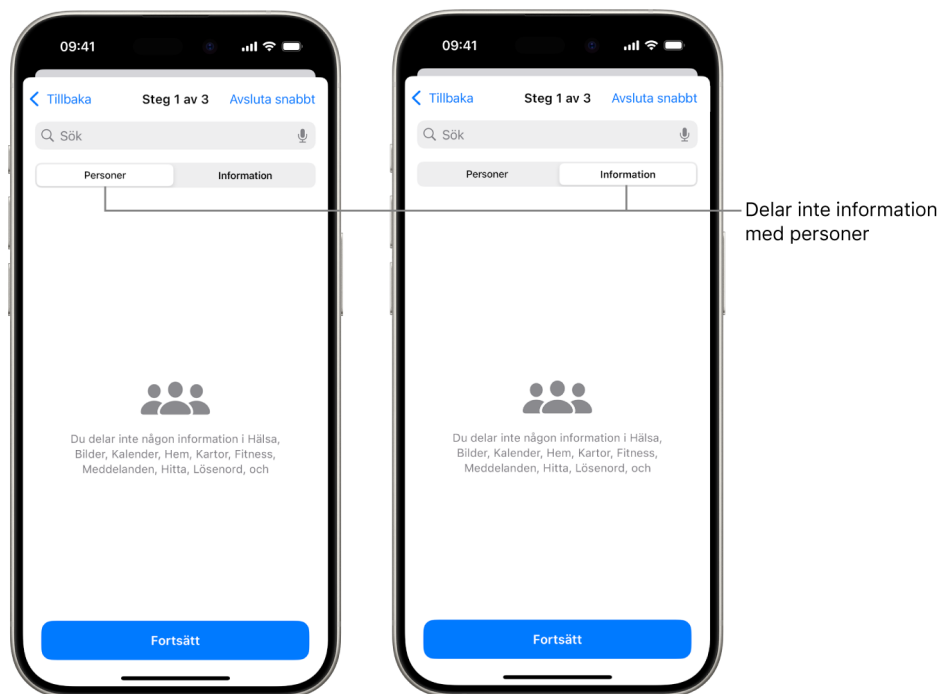 09:41
Tillbaka Steg 1 av 3 Avsluta snabbt
Sök
Personer Information
Du delar inte någon information i Hälsa,
Bilder, Kalender, Hem, Kartor, Fitness,
Meddelanden, Hitta, Lösenord, och
Fortsätt
09:41
Tillbaka Steg 1 av 3 Avsluta snabbt
Sök
Personer Information
Du delar inte någon information i Hälsa,
Bilder, Kalender, Hem, Kartor, Fitness,
Meddelanden, Hitta, Lösenord, och
Fortsätt
Delar inte information
med personer